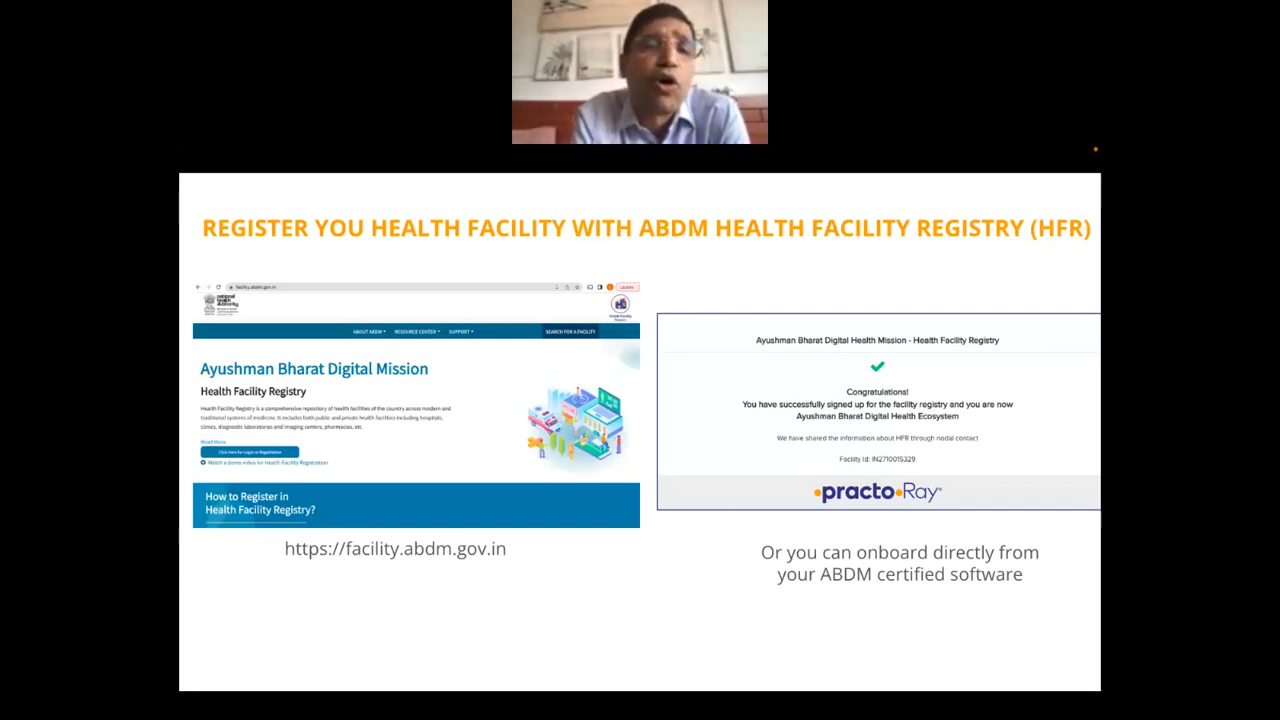 REGISTER YOU HEALTH FACILITY WITH ABDM HEALTH FACILITY REGISTRY (HFR)
facility.abdm.gov.in
national
health
authority
ABOUT ABDM
RESOURCE CENTER
SUPPORT
SEARCH FOR A FACILITY
Ayushman Bharat Digital Mission
Health Facility Registry
Health Facility Registry is a comprehensive repository of health facilities of the country across modern and
traditional systems of medicine. It includes both public and private health facilities including hospitals,
clinics, diagnostic laboratories and imaging centers, pharmacies, etc.
Read More
Click here for Login or Registration
Watch a demo video for Health Facility Registration
How to Register in
Health Facility Registry?
https://facility.abdm.gov.in
Ayushman Bharat Digital Health Mission - Health Facility Registry
Congratulations!
You have successfully signed up for the facility registry and you are now
Ayushman Bharat Digital Health Ecosystem
We have shared the information about HFR through nodal contact
Facility Id: IN2710015329
practo Ray
Or you can onboard directly from
your ABDM certified software